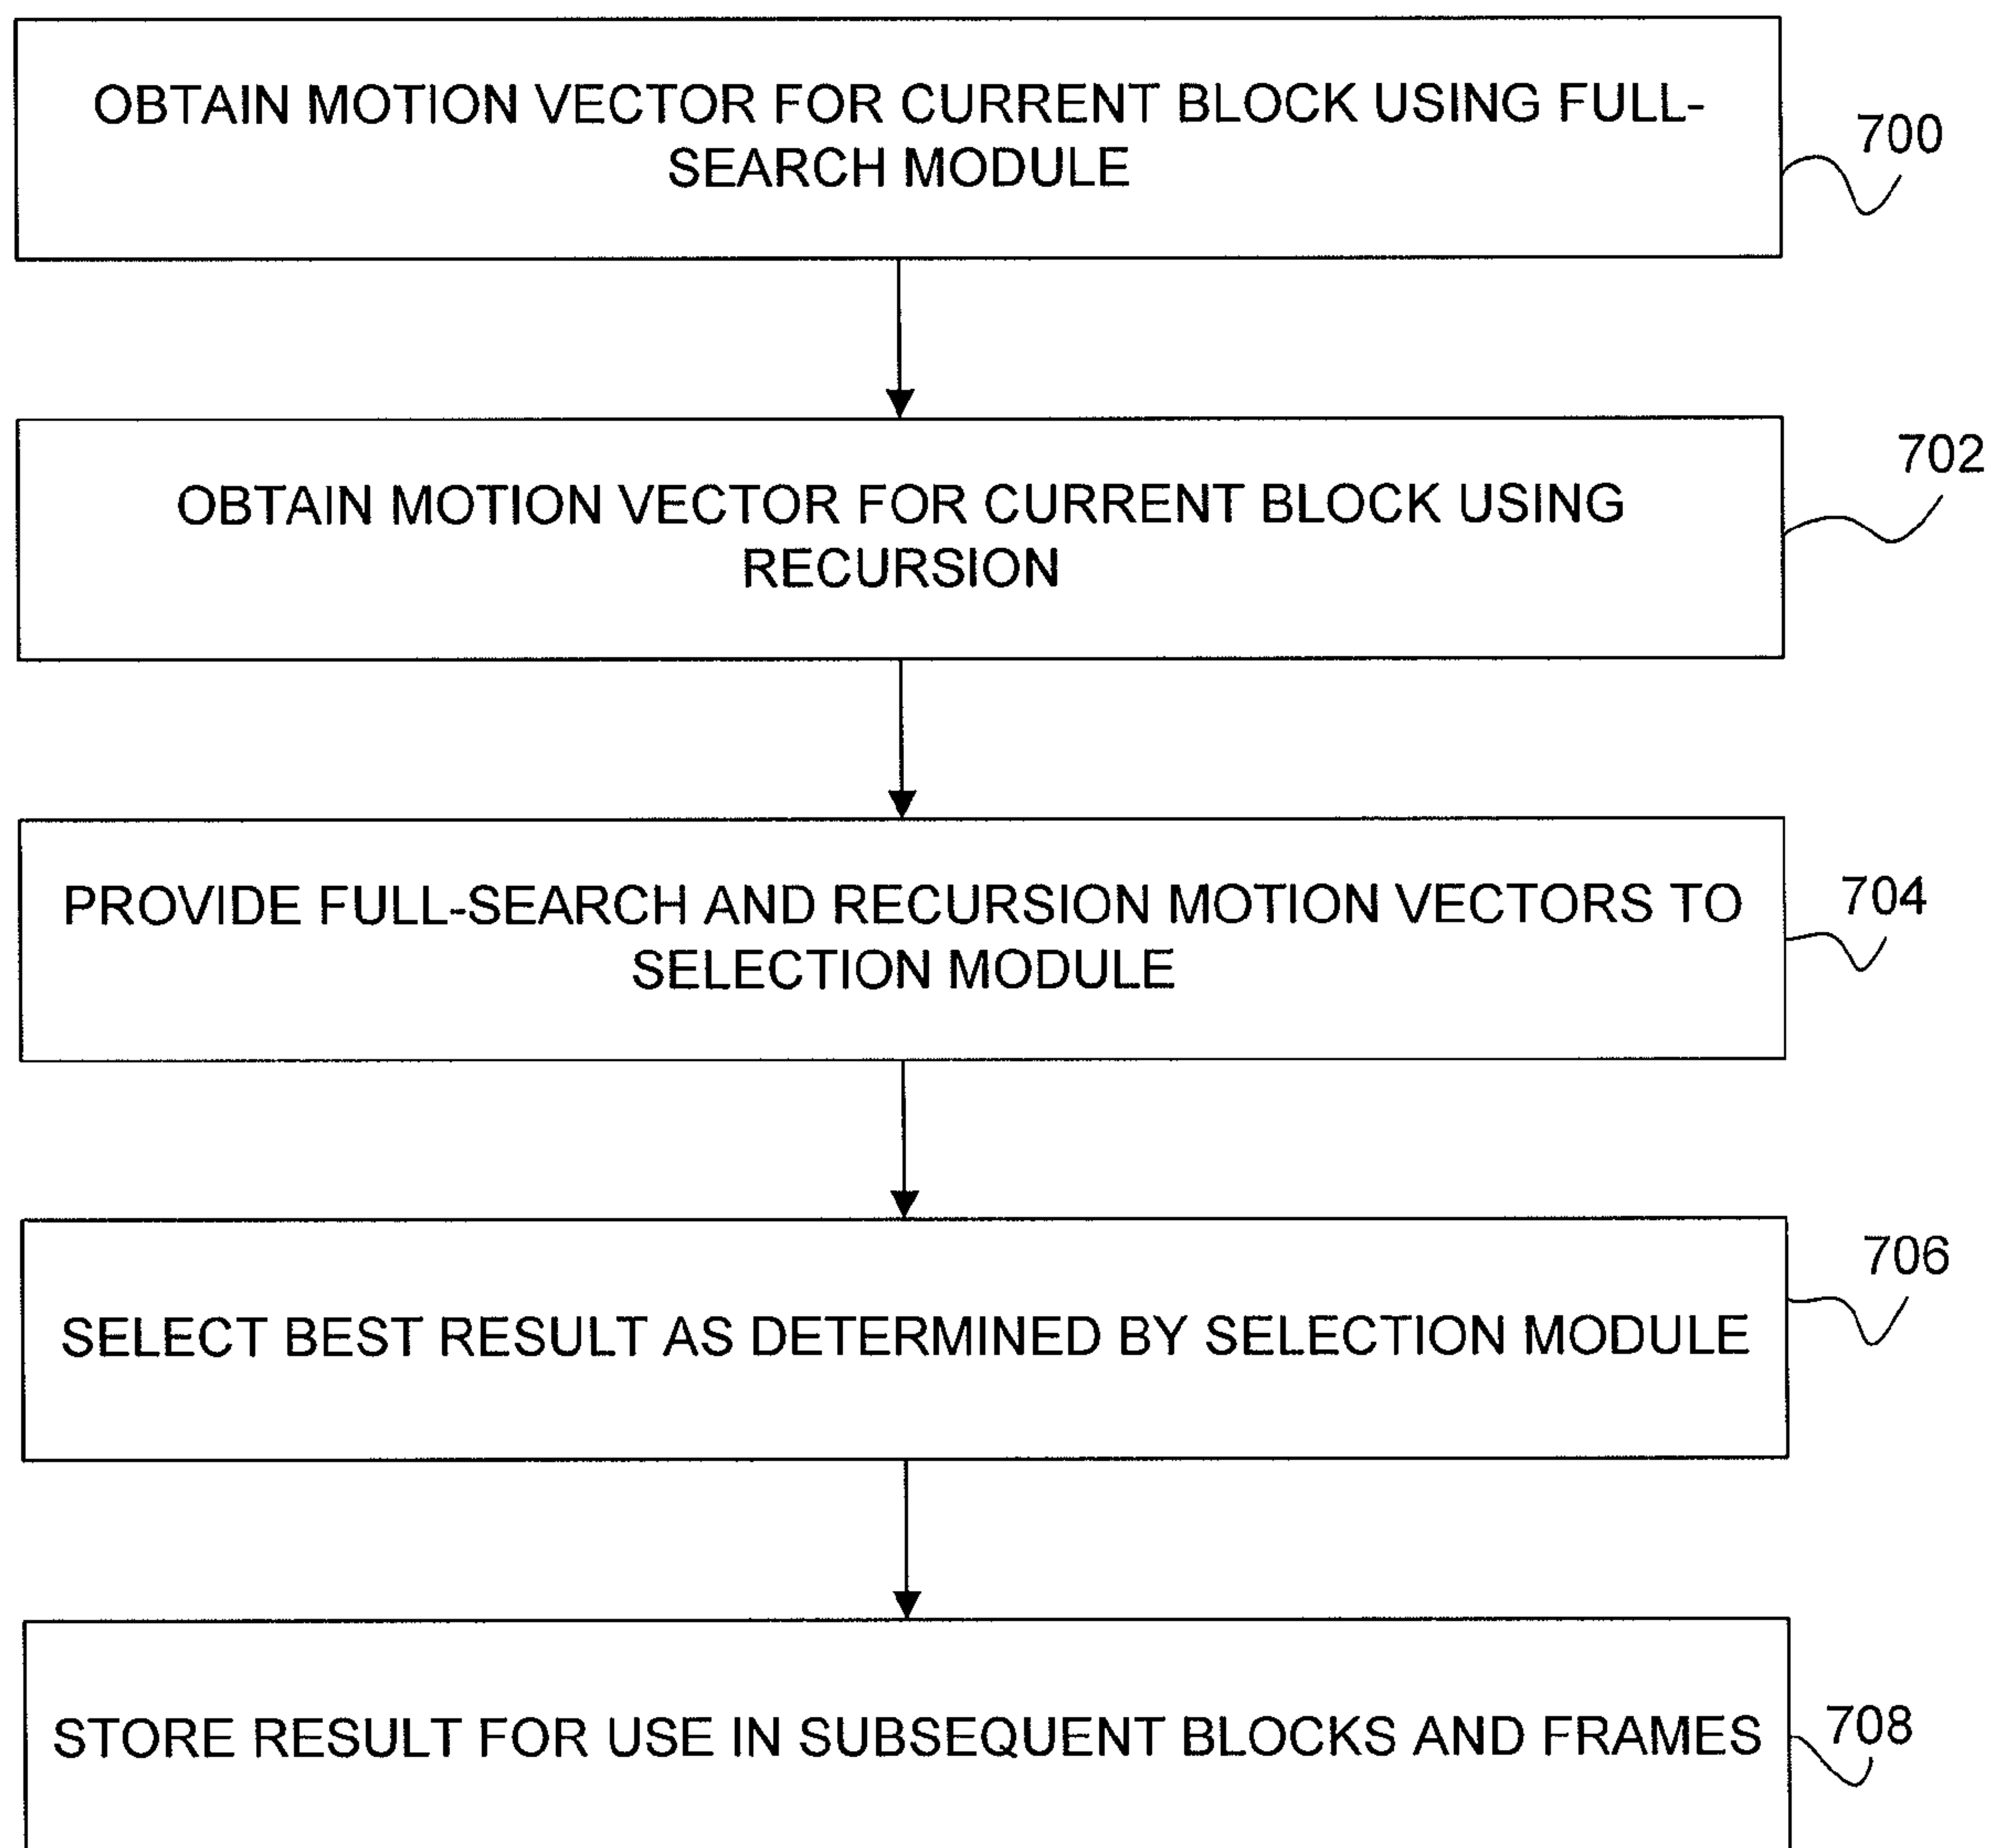 OBTAIN MOTION VECTOR FOR CURRENT BLOCK USING FULL-
SEARCH MODULE
700
OBTAIN MOTION VECTOR FOR CURRENT BLOCK USING
RECURSION
702
PROVIDE FULL-SEARCH AND RECURSION MOTION VECTORS TO
SELECTION MODULE
704
SELECT BEST RESULT AS DETERMINED BY SELECTION MODULE
706
STORE RESULT FOR USE IN SUBSEQUENT BLOCKS AND FRAMES
708